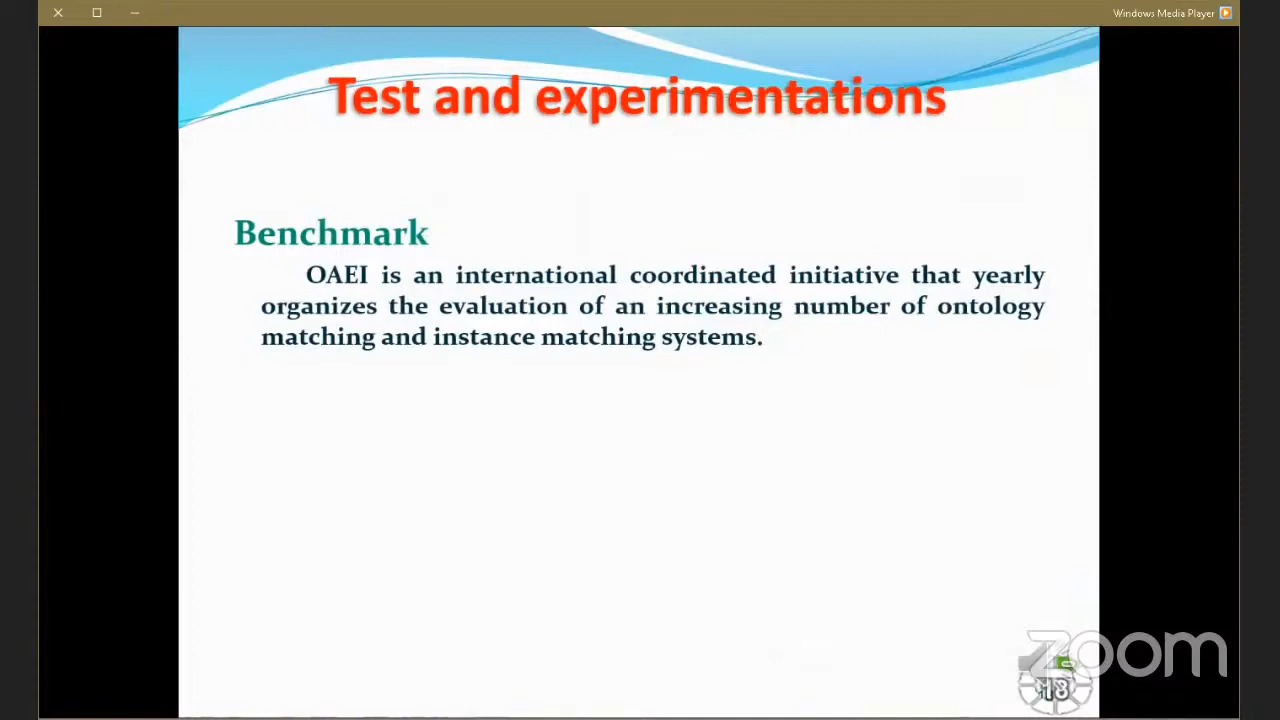 Windows Media Player
Test and experimentations
Benchmark
OAEI is an international coordinated initiative that yearly
organizes the evaluation of an increasing number of ontology
matching and instance matching systems.
zoom
18